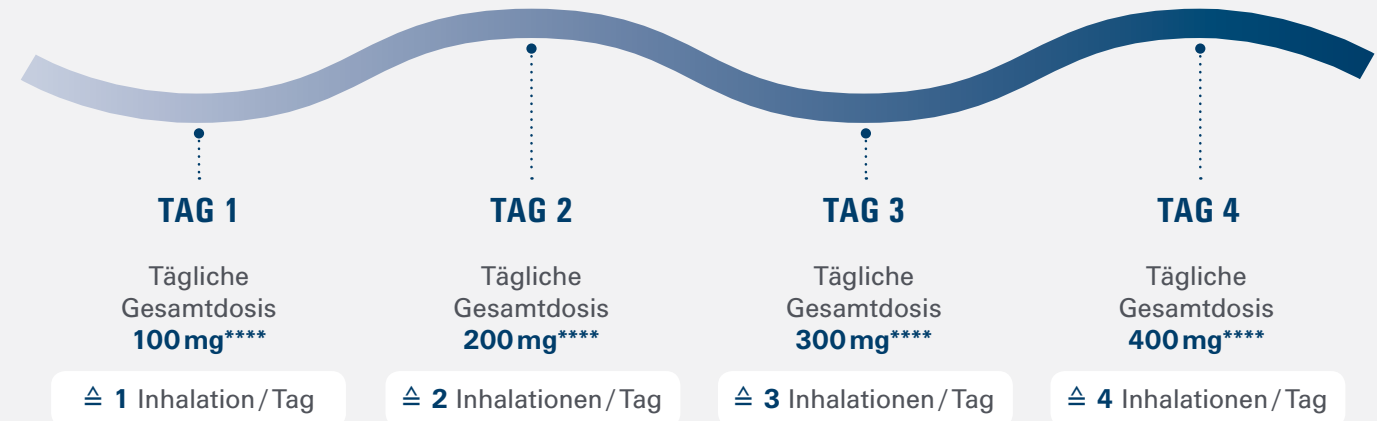 TAG 1
Tägliche
Gesamtdosis
100 mg****
≙ 1 Inhalation / Tag
TAG 2
Tägliche
Gesamtdosis
200 mg****
≙ 2 Inhalationen / Tag
TAG 3
Tägliche
Gesamtdosis
300 mg****
≙ 3 Inhalationen / Tag
TAG 4
Tägliche
Gesamtdosis
400 mg****
≙ 4 Inhalationen / Tag